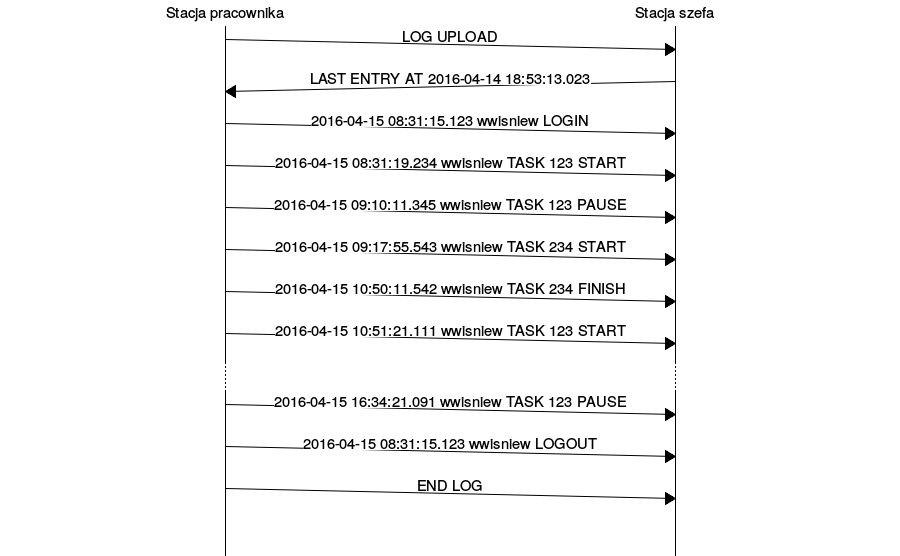 Stacja pracownika
Stacja szefa
LOG UPLOAD
LAST ENTRY AT 2016-04-14 18:53:13.023
2016-04-15 08:31:15.123 wwisniew LOGIN
2016-04-15 08:31:19.234 wwisniew TASK 123 START
2016-04-15 09:10:11.345 wwisniew TASK 123 PAUSE
2016-04-15 09:17:55.543 wwisniew TASK 234 START
2016-04-15 10:50:11.542 wwisniew TASK 234 FINISH
2016-04-15 10:51:21.111 wwisniew TASK 123 START
2016-04-15 16:34:21.091 wwisniew TASK 123 PAUSE
2016-04-15 08:31:15.123 wwisniew LOGOUT
END LOG